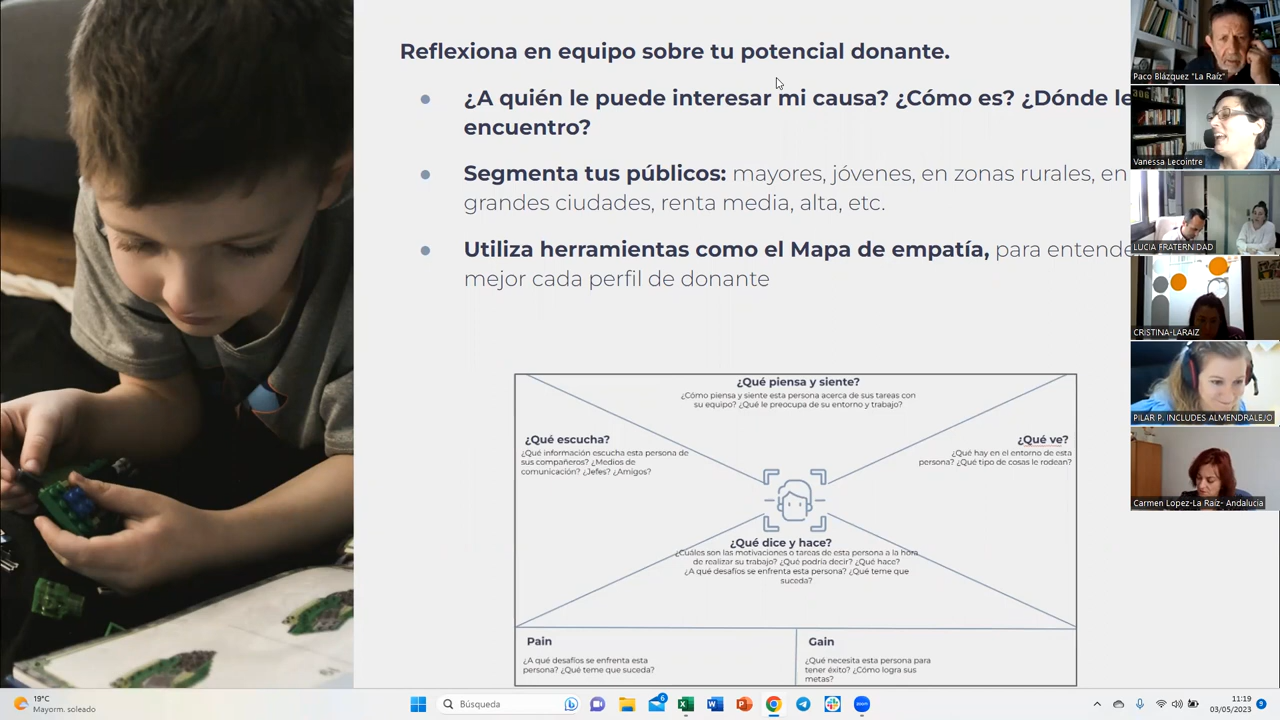 Reflexiona en equipo sobre tu potencial donante.
¿A quién le puede interesar mi causa? ¿Cómo es? ¿Dónde le
encuentro?
Segmenta tus públicos: mayores, jóvenes, en zonas rurales, en
grandes ciudades, renta media, alta, etc.
Utiliza herramientas como el Mapa de empatía, para entende
mejor cada perfil de donante
¿Qué piensa y siente?
¿Cómo piensa y siente esta persona acerca de sus tareas con
su equipo? ¿Qué le preocupa de su entorno y trabajo?
¿Qué escucha?
¿Qué información escucha esta persona de
sus compañeros? ¿Medios de
comunicación? ¿Jefes? ¿Amigos?
¿Qué ve?
¿Qué hay en el entorno de esta
persona? ¿Qué tipo de cosas le rodean?
¿Qué dice y hace?
¿Cuáles son las motivaciones o tareas de esta persona a la hora
de realizar su trabajo? ¿Qué podría decir? ¿Qué hace?
¿A qué desafíos se enfrenta esta persona? ¿Qué teme que
suceda?
Pain
¿A qué desafíos se enfrenta esta
persona? ¿Qué teme que suceda?
Gain
¿Qué necesita esta persona para
tener éxito? ¿Cómo logra sus
metas?
Paco Blázquez "La Raíz"
Vanessa Lecointre
LUCIA FRATERNIDAD
CRISTINA-LARAIZ
PILAR P. INCLUDES ALMENDRALEJO
Carmen Lopez-La Raíz- Andalucia
19°C
Mayorm. soleado
Búsqueda
6
zoom
11:19
03/05/2023
9